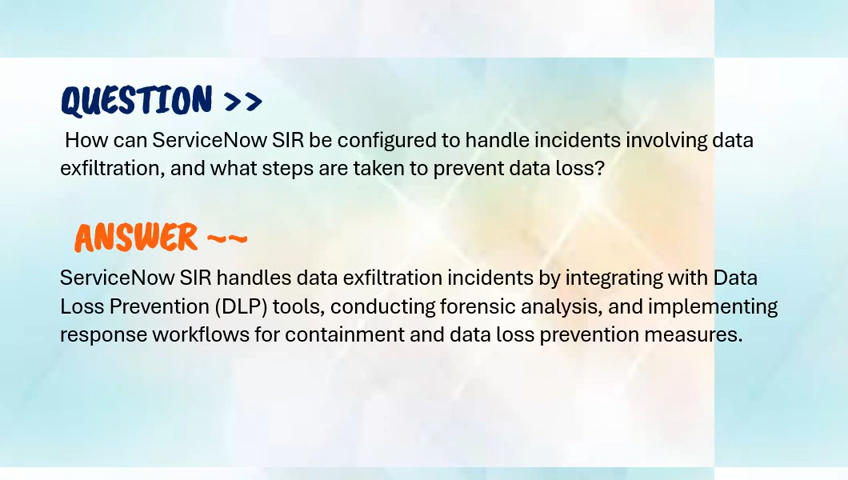 QUESTION >>
How can ServiceNow SIR be configured to handle incidents involving data
exfiltration, and what steps are taken to prevent data loss?
ANSWER ~~
ServiceNow SIR handles data exfiltration incidents by integrating with Data
Loss Prevention (DLP) tools, conducting forensic analysis, and implementing
response workflows for containment and data loss prevention measures.